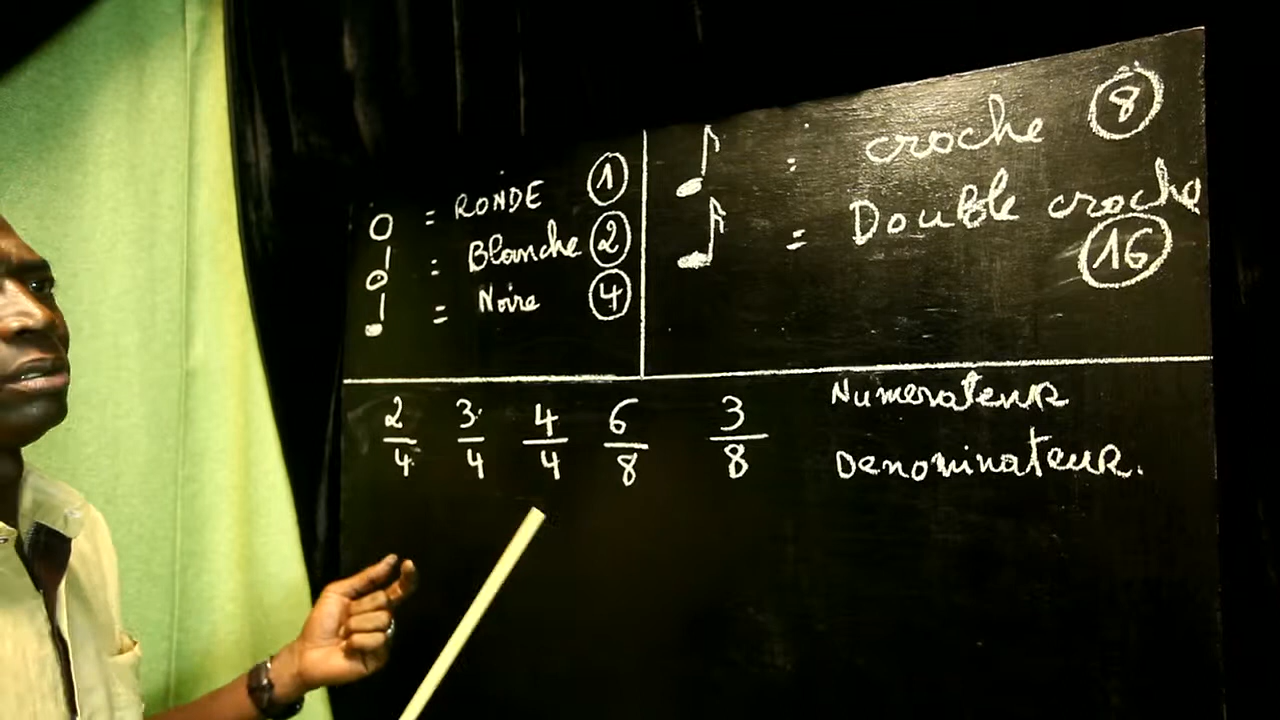 = RONDE 1
: Blanche 2
= Noire 4
: croche 8
= Double croche
16
2/4 3/4 4/4 6/8 3/8
Numerateur
Denominateur.